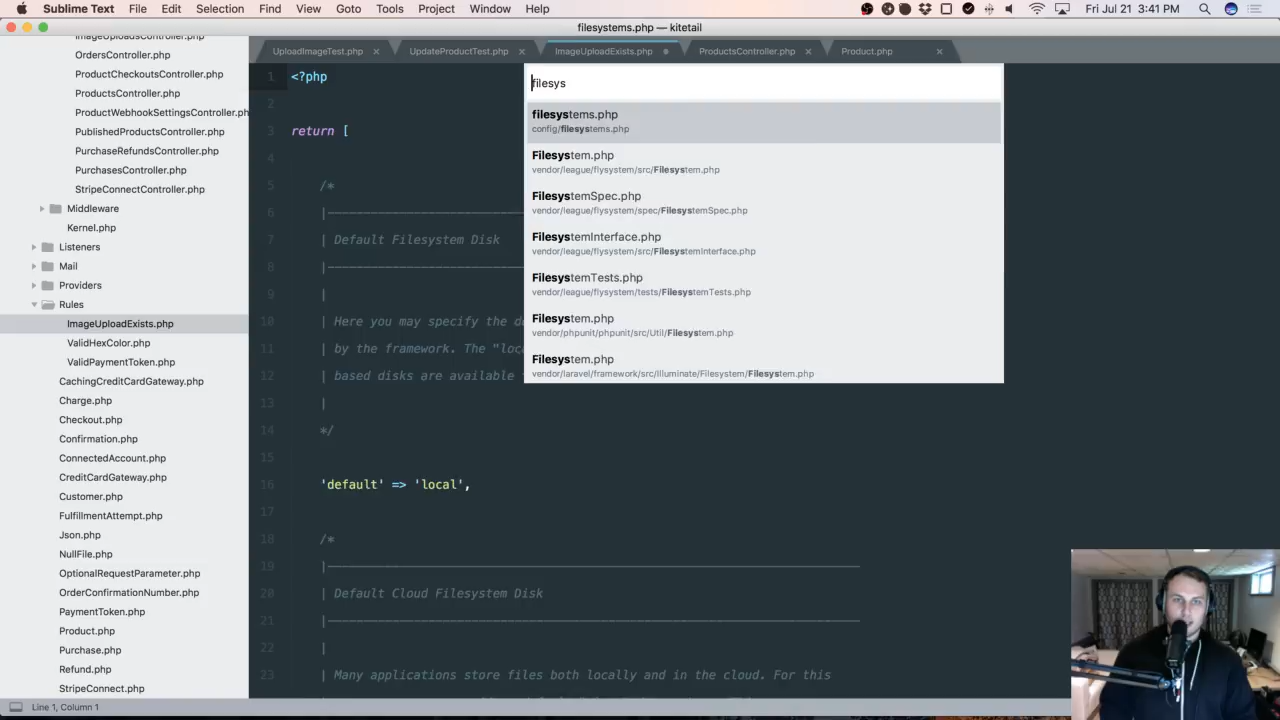 Sublime Text File Edit Selection Find View Goto Tools Project Window Help Fri Jul 21 3:41 PM
filesystems.php — kitetail
UploadImageTest.php UpdateProductTest.php ImageUploadExists.php ProductsController.php Product.php
ImageUploadsController.php
OrdersController.php
ProductCheckoutsController.php
ProductsController.php
ProductWebhookSettingsController.ph
PublishedProductsController.php
PurchaseRefundsController.php
PurchasesController.php
StripeConnectController.php
Middleware
Kernel.php
Listeners
Mail
Providers
Rules
ImageUploadExists.php
ValidHexColor.php
ValidPaymentToken.php
CachingCreditCardGateway.php
Charge.php
Checkout.php
Confirmation.php
ConnectedAccount.php
CreditCardGateway.php
Customer.php
FulfillmentAttempt.php
Json.php
NullFile.php
OptionalRequestParameter.php
OrderConfirmationNumber.php
PaymentToken.php
Product.php
Purchase.php
Refund.php
StripeConnect.php
1 <?php
2
3 return [
4
5 /*
6 |
7 | Default Filesystem Disk
8 |
9 |
10 | Here you may specify the d
11 | by the framework. The "loc
12 | based disks are available
13 |
14 */
15
16 'default' => 'local',
17
18 /*
19 |
20 | Default Cloud Filesystem Disk
21 |
22 |
23 | Many applications store files both locally and in the cloud. For this
filesys
filesystems.php
config/filesystems.php
Filesystem.php
vendor/league/flysystem/src/Filesystem.php
FilesystemSpec.php
vendor/league/flysystem/spec/FilesystemSpec.php
FilesystemInterface.php
vendor/league/flysystem/src/FilesystemInterface.php
FilesystemTests.php
vendor/league/flysystem/tests/FilesystemTests.php
Filesystem.php
vendor/phpunit/phpunit/src/Util/Filesystem.php
Filesystem.php
vendor/laravel/framework/src/Illuminate/Filesystem/Filesystem.php
Line 1, Column 1